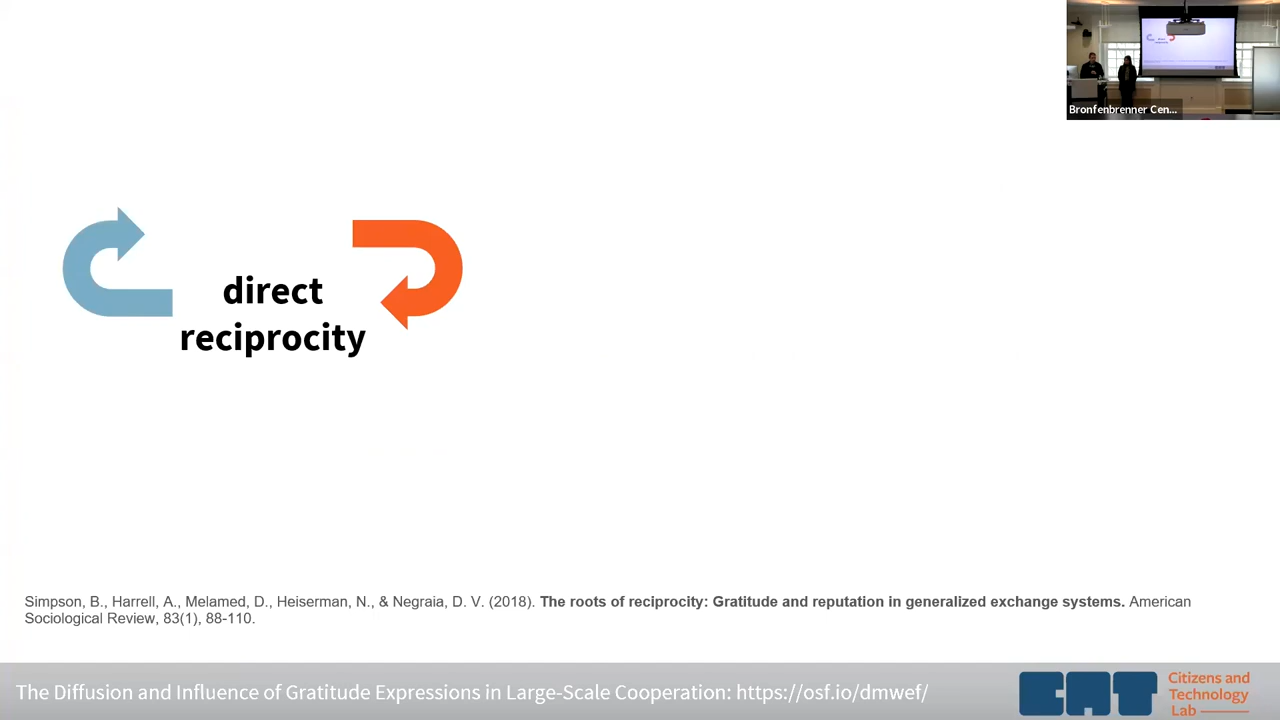 Bronfenbrenner Cen...
direct
reciprocity
Simpson, B., Harrell, A., Melamed, D., Heiserman, N., & Negraia, D. V. (2018). The roots of reciprocity: Gratitude and reputation in generalized exchange systems. American
Sociological Review, 83(1), 88-110.
The Diffusion and Influence of Gratitude Expressions in Large-Scale Cooperation: https://osf.io/dmwef/
CAT
Citizens and
Technology
Lab